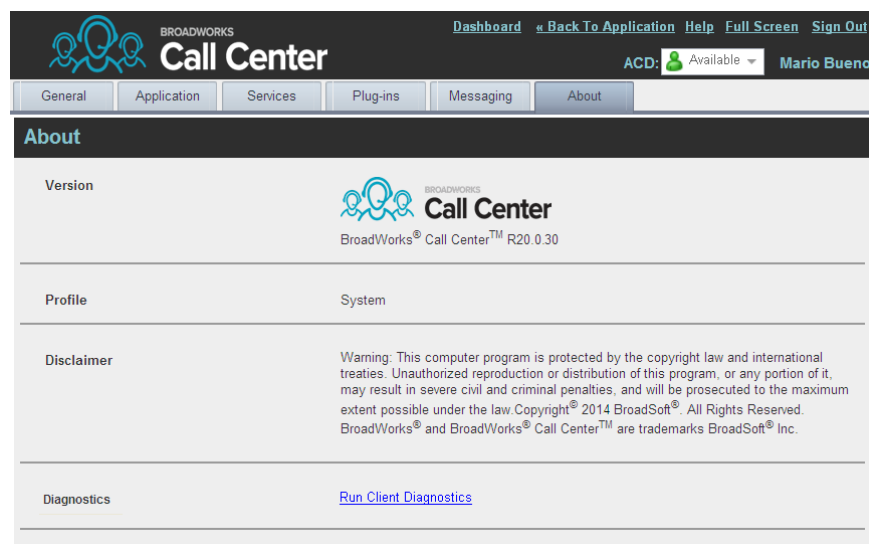 BROADWORKS
Call Center
Dashboard « Back To Application Help Full Screen Sign Out
ACD: Available Mario Bueno
General Application Services Plug-ins Messaging About
About
Version
BROADWORKS
Call Center
BroadWorks® Call Center™ R20.0.30
Profile System
Disclaimer
Warning: This computer program is protected by the copyright law and international
treaties. Unauthorized reproduction or distribution of this program, or any portion of it,
may result in severe civil and criminal penalties, and will be prosecuted to the maximum
extent possible under the law.Copyright® 2014 BroadSoft®. All Rights Reserved.
BroadWorks® and BroadWorks® Call Center™ are trademarks BroadSoft® Inc.
Diagnostics Run Client Diagnostics